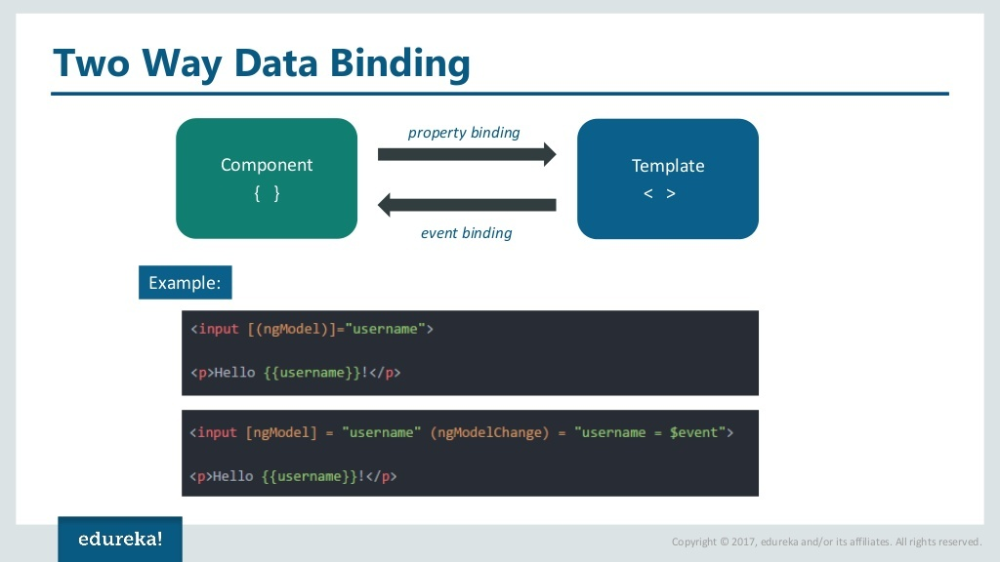 Two Way Data Binding
property binding
Component
{ }
Template
< >
event binding
Example:
<input [(ngModel)]="username">
<p>Hello {{username}}!</p>
<input [ngModel] = "username" (ngModelChange) = "username = $event">
<p>Hello {{username}}!</p>
edureka!
Copyright © 2017, edureka and/or its affiliates. All rights reserved.